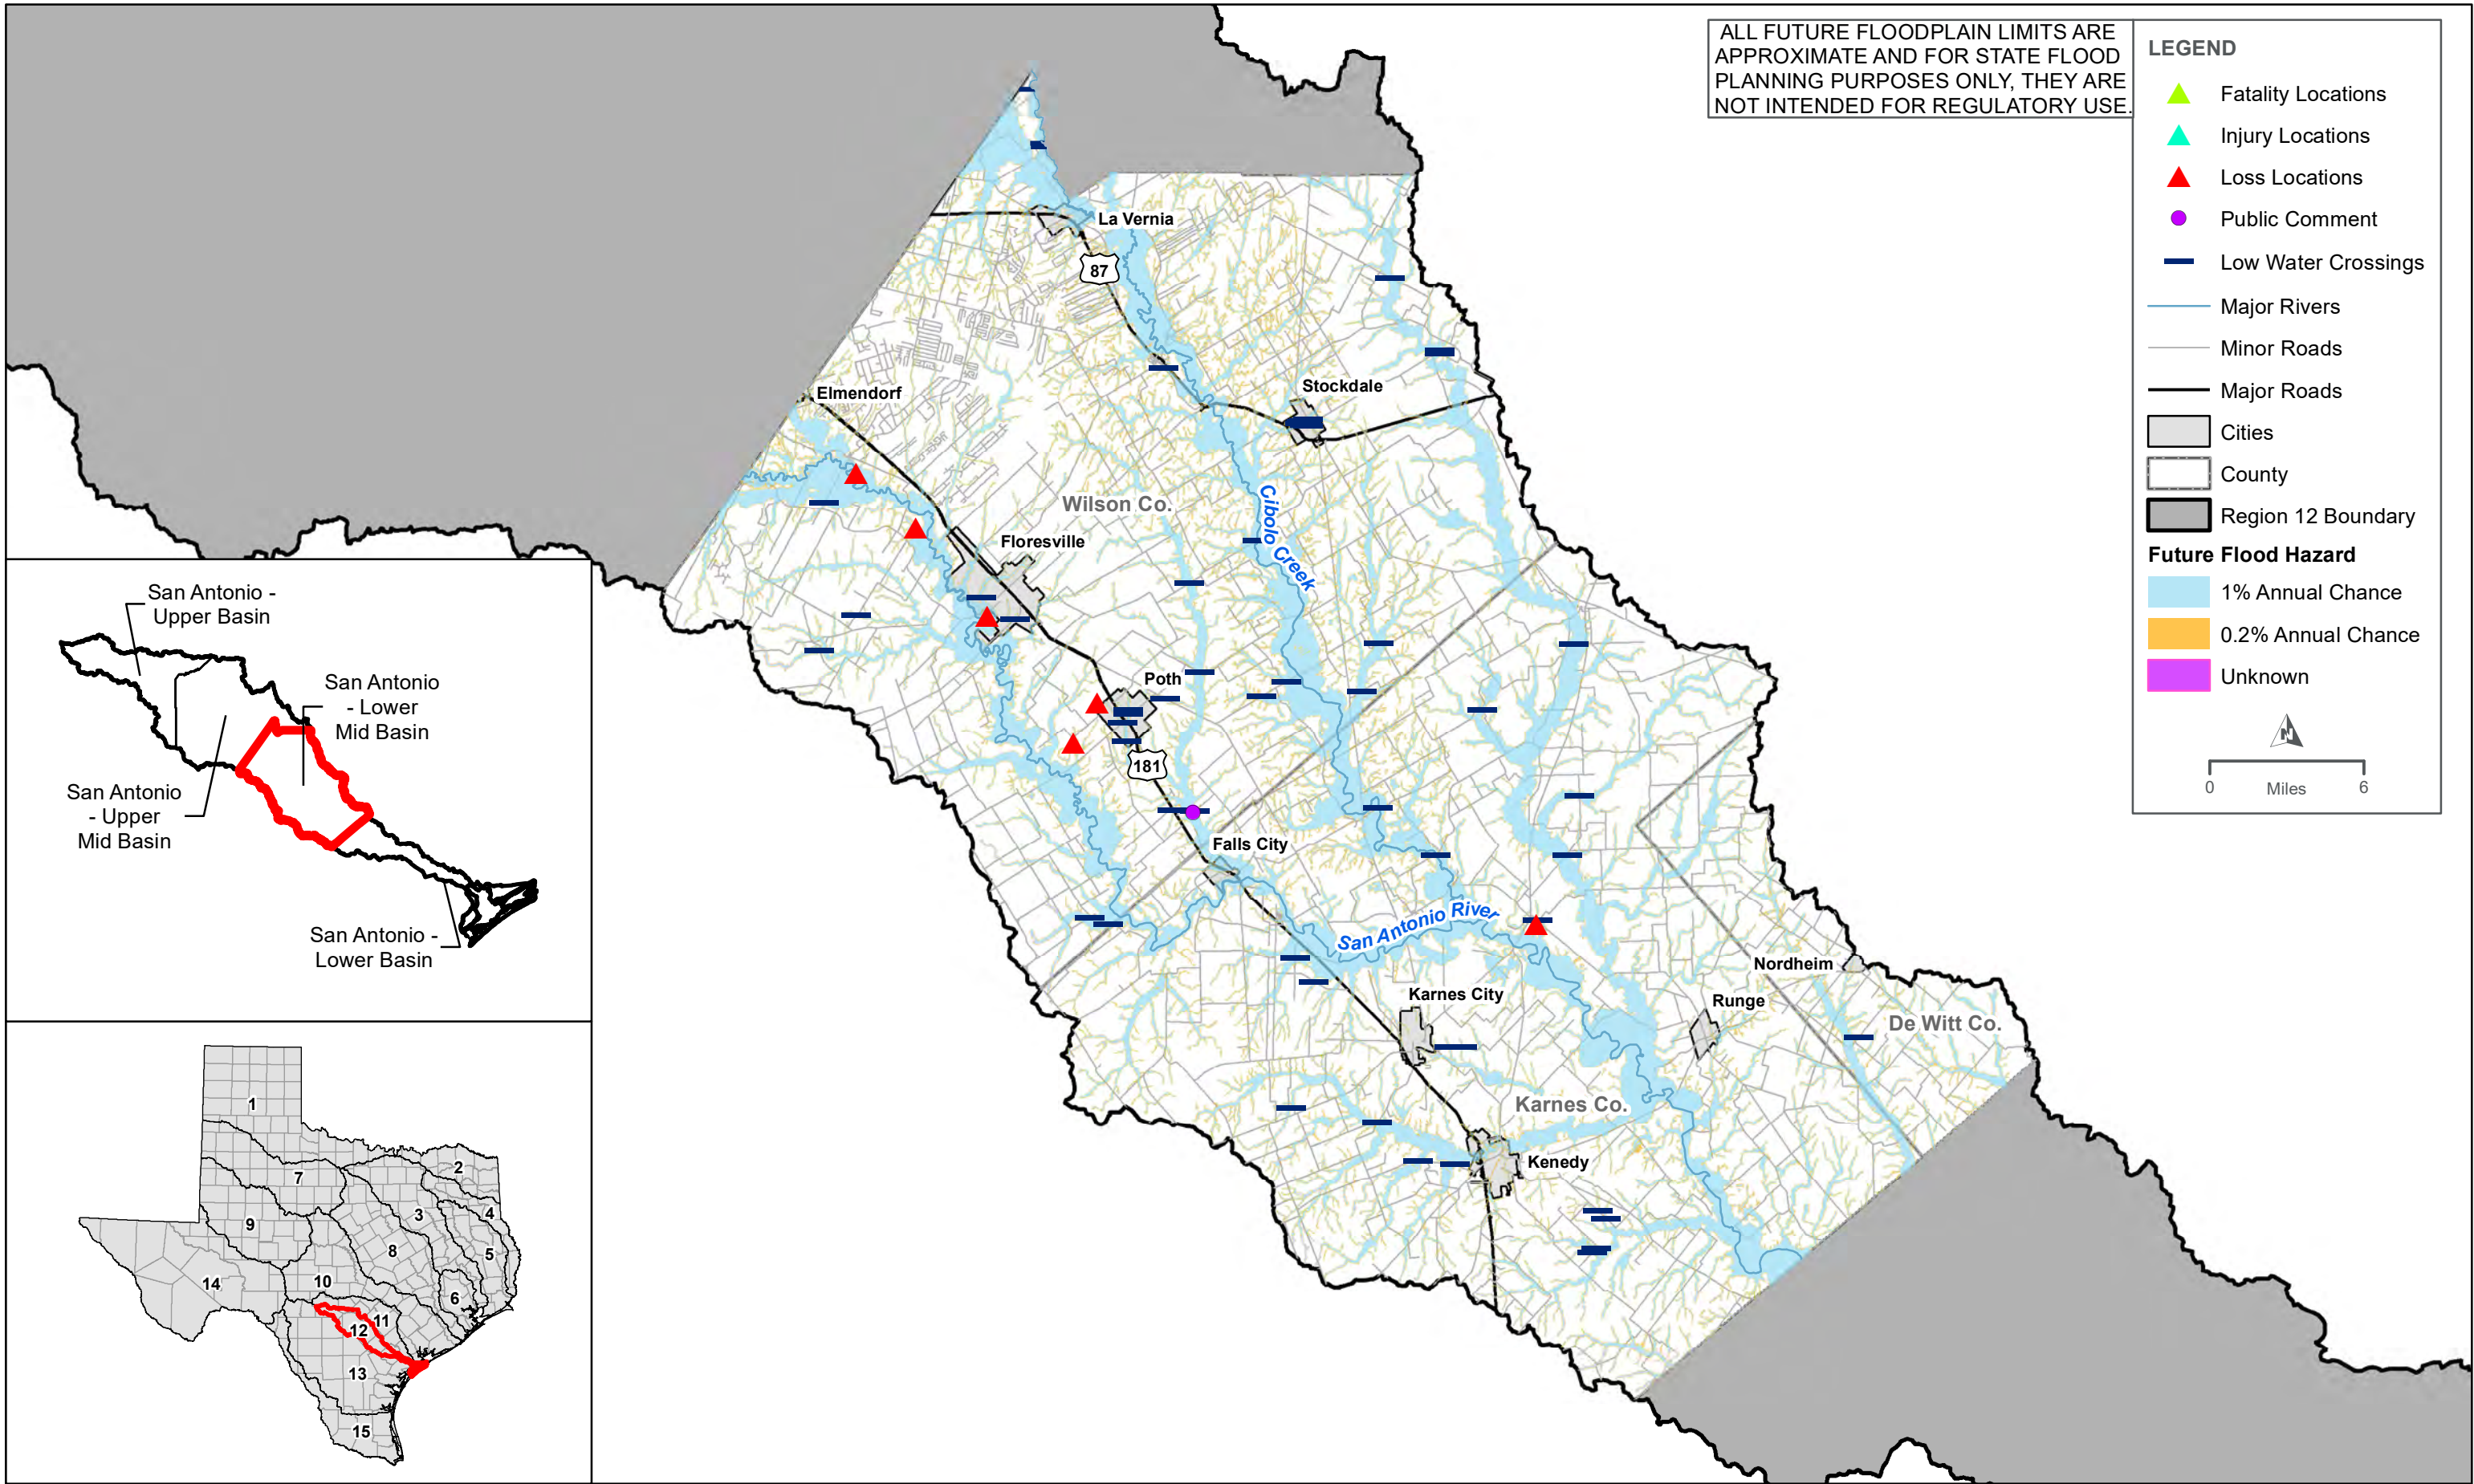 ALL FUTURE FLOODPLAIN LIMITS ARE
APPROXIMATE AND FOR STATE FLOOD
PLANNING PURPOSES ONLY, THEY ARE
NOT INTENDED FOR REGULATORY USE.
LEGEND
Fatality Locations
Injury Locations
Loss Locations
Public Comment
Low Water Crossings
Major Rivers
Minor Roads
Major Roads
Cities
County
Region 12 Boundary
Future Flood Hazard
1% Annual Chance
0.2% Annual Chance
Unknown
N
0 Miles 6
La Vernia
87
Elmendorf
Stockdale
Wilson Co.
Cibolo Creek
Floresville
Poth
181
Falls City
San Antonio River
Nordheim
Karnes City
Runge
De Witt Co.
Karnes Co.
Kenedy
San Antonio -
Upper Basin
San Antonio
- Lower
Mid Basin
San Antonio
- Upper
Mid Basin
San Antonio -
Lower Basin
1
2
7
3
4
9
8
5
14
10
6
11
12
13
15